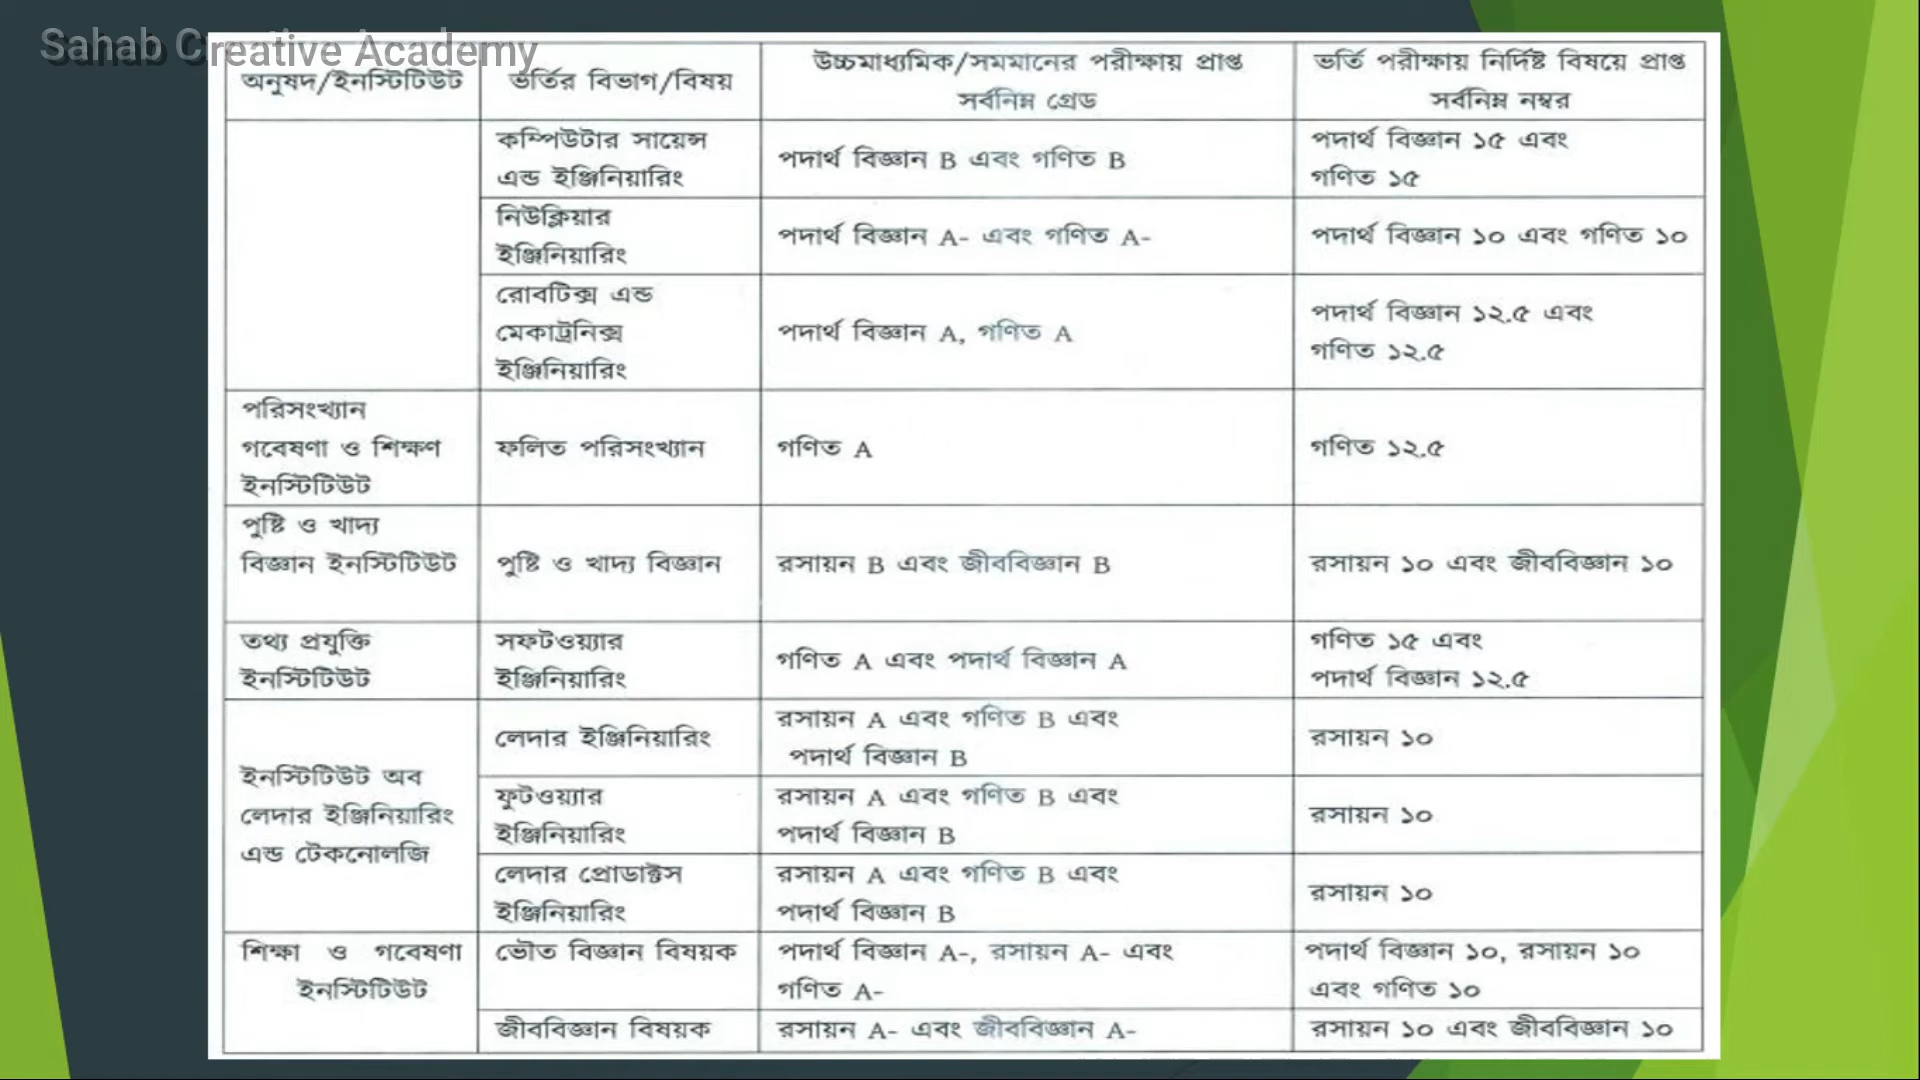 Sahab Creative Academy
অনুষদ/ইনস্টিটিউট
ভর্তির বিভাগ/বিষয়
উচ্চমাধ্যমিক/সমমানের পরীক্ষায় প্রাপ্ত
সর্বনিম্ন গ্রেড
ভর্তি পরীক্ষায় নির্দিষ্ট বিষয়ে প্রাপ্ত
সর্বনিম্ন নম্বর
কম্পিউটার সায়েন্স
এন্ড ইঞ্জিনিয়ারিং
পদার্থ বিজ্ঞান B এবং গণিত B
পদার্থ বিজ্ঞান ১৫ এবং
গণিত ১৫
নিউক্লিয়ার
ইঞ্জিনিয়ারিং
পদার্থ বিজ্ঞান A- এবং গণিত A-
পদার্থ বিজ্ঞান ১০ এবং গণিত ১০
রোবটিক্স এন্ড
মেকাট্রনিক্স
ইঞ্জিনিয়ারিং
পদার্থ বিজ্ঞান A, গণিত A
পদার্থ বিজ্ঞান ১২.৫ এবং
গণিত ১২.৫
পরিসংখ্যান
গবেষণা ও শিক্ষণ
ইনস্টিটিউট
ফলিত পরিসংখ্যান
গণিত A
গণিত ১২.৫
পুষ্টি ও খাদ্য
বিজ্ঞান ইনস্টিটিউট
পুষ্টি ও খাদ্য বিজ্ঞান
রসায়ন B এবং জীববিজ্ঞান B
রসায়ন ১০ এবং জীববিজ্ঞান ১০
তথ্য প্রযুক্তি
ইনস্টিটিউট
সফটওয়্যার
ইঞ্জিনিয়ারিং
গণিত A এবং পদার্থ বিজ্ঞান A
গণিত ১৫ এবং
পদার্থ বিজ্ঞান ১২.৫
ইনস্টিটিউট অব
লেদার ইঞ্জিনিয়ারিং
এন্ড টেকনোলজি
লেদার ইঞ্জিনিয়ারিং
রসায়ন A এবং গণিত B এবং
পদার্থ বিজ্ঞান B
রসায়ন ১০
ফুটওয়্যার
ইঞ্জিনিয়ারিং
রসায়ন A এবং গণিত B এবং
পদার্থ বিজ্ঞান B
রসায়ন ১০
লেদার প্রোডাক্টস
ইঞ্জিনিয়ারিং
রসায়ন A এবং গণিত B এবং
পদার্থ বিজ্ঞান B
রসায়ন ১০
শিক্ষা ও গবেষণা
ইনস্টিটিউট
ভৌত বিজ্ঞান বিষয়ক
পদার্থ বিজ্ঞান A-, রসায়ন A- এবং
গণিত A-
পদার্থ বিজ্ঞান ১০, রসায়ন ১০
এবং গণিত ১০
জীববিজ্ঞান বিষয়ক
রসায়ন A- এবং জীববিজ্ঞান A-
রসায়ন ১০ এবং জীববিজ্ঞান ১০